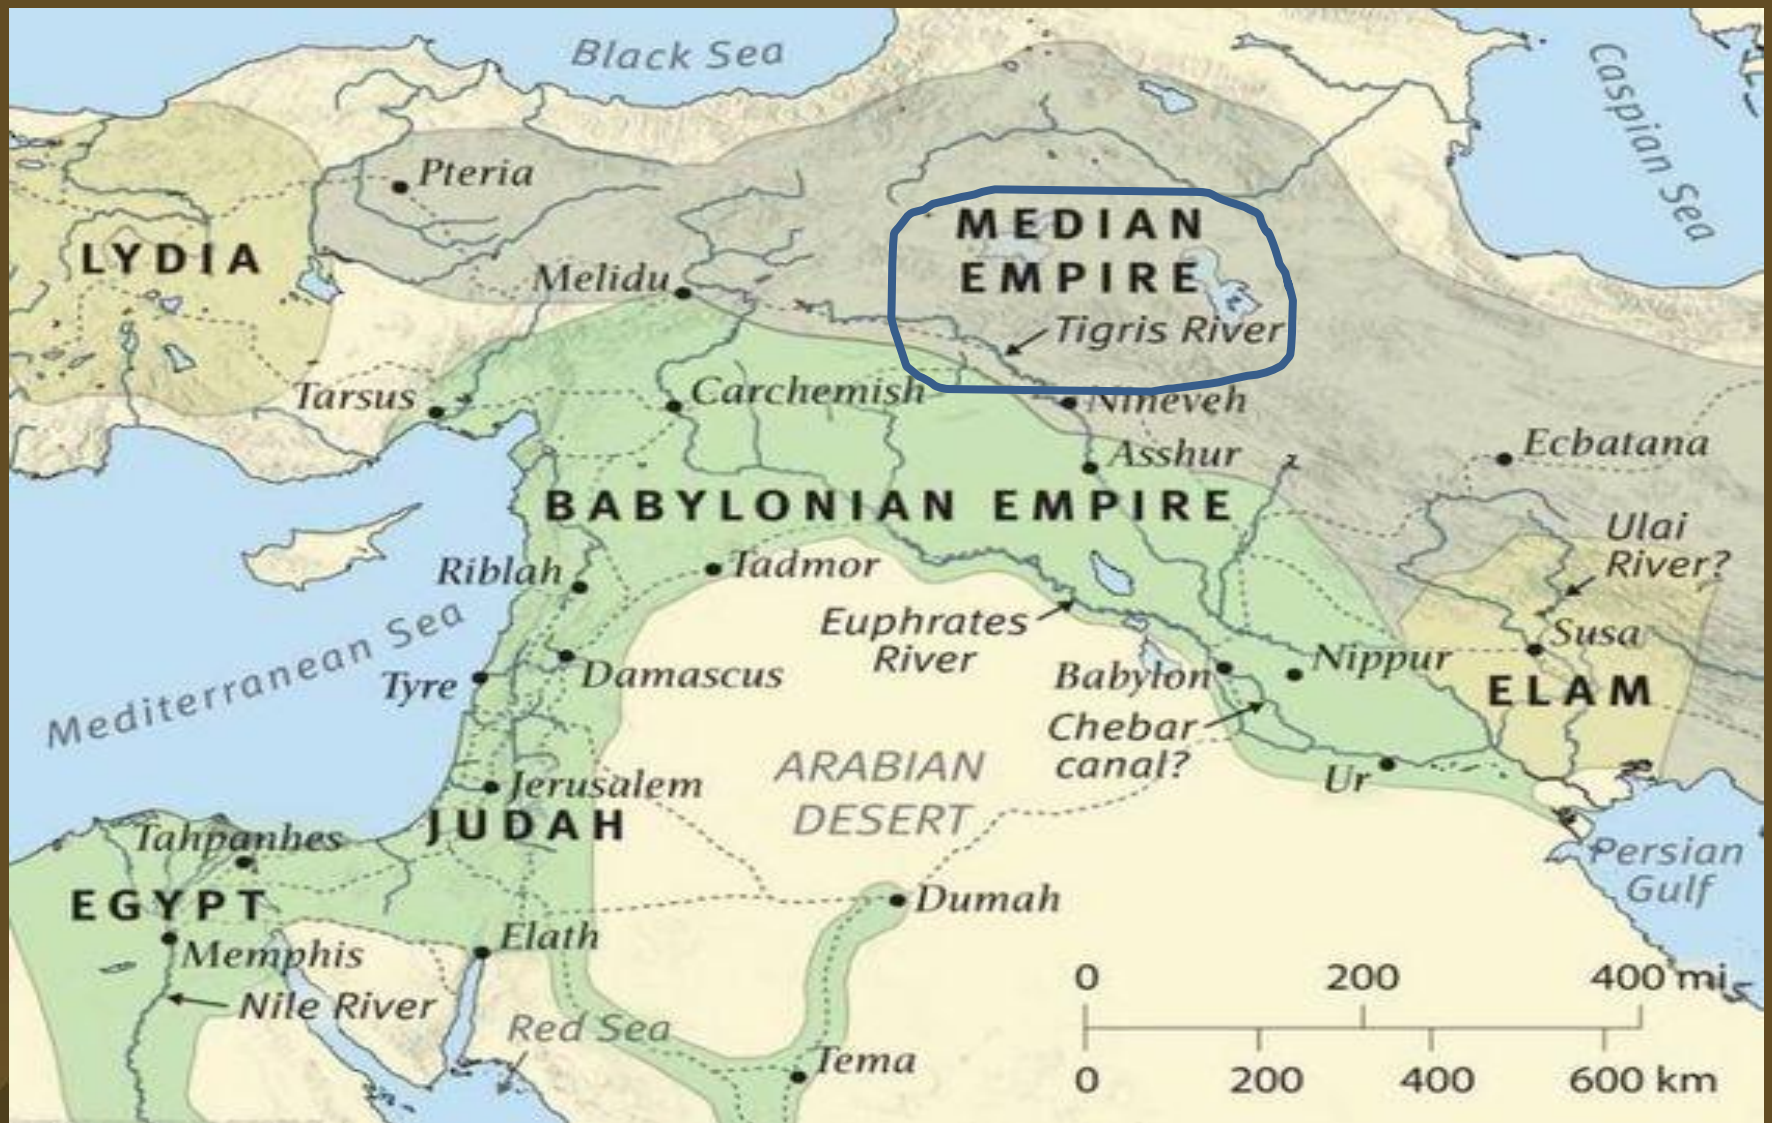 Black Sea
Caspian Sea
Pteria
MEDIAN
EMPIRE
LYDIA
Melidu
Tigris River
Tarsus
Carchemish
Nineveh
Asshur
Ecbatana
BABYLONIAN EMPIRE
Ulai
River?
Riblah
Tadmor
Mediterranean Sea
Euphrates
River
Susa
Nippur
Tyre
Damascus
Babylon
ELAM
Chebar
canal?
ARABIAN
DESERT
Ur
Jerusalem
JUDAH
Tahpanhes
Persian
Gulf
EGYPT
Dumah
Elath
Memphis
Nile River
Red Sea
Tema
0 200 400 mi.
0 200 400 600 km